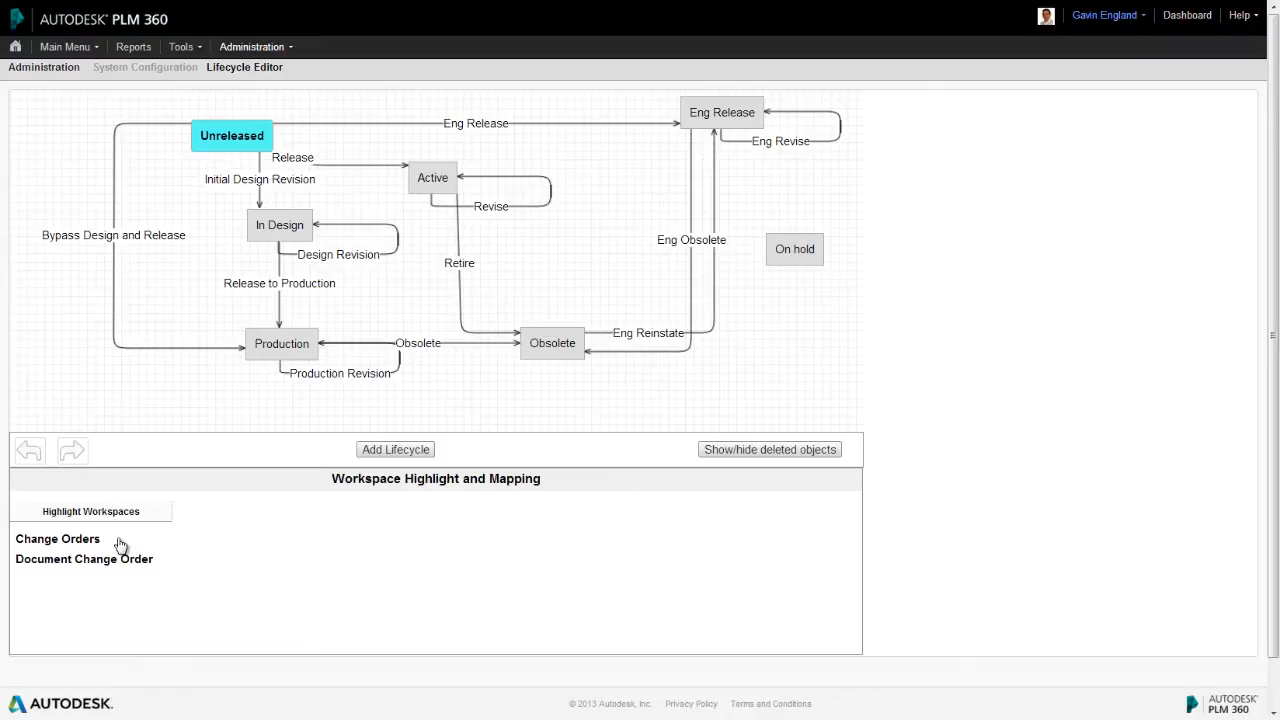 AUTODESK® PLM 360
Gavin England
Dashboard
Help
Main Menu
Reports
Tools
Administration
Administration
System Configuration
Lifecycle Editor
Unreleased
Eng Release
Eng Release
Eng Revise
Release
Initial Design Revision
Active
Revise
In Design
Bypass Design and Release
Design Revision
Eng Obsolete
On hold
Retire
Release to Production
Eng Reinstate
Production
Obsolete
Obsolete
Production Revision
Add Lifecycle
Show/hide deleted objects
Workspace Highlight and Mapping
Highlight Workspaces
Change Orders
Document Change Order
AUTODESK.
© 2013 Autodesk, Inc.
Privacy Policy
Terms and Conditions
AUTODESK®
PLM 360